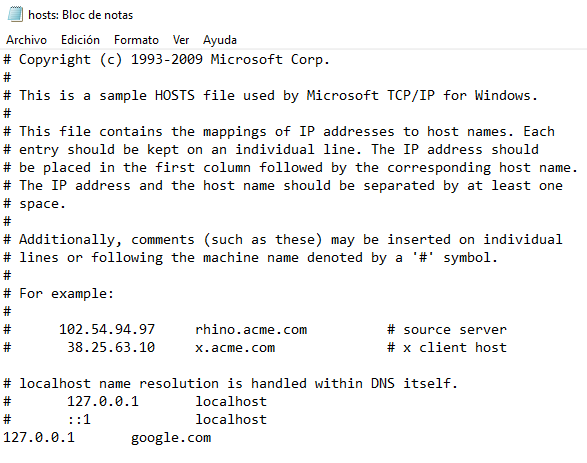 hosts: Bloc de notas
Archivo Edición Formato Ver Ayuda
# Copyright (c) 1993-2009 Microsoft Corp.
#
# This is a sample HOSTS file used by Microsoft TCP/IP for Windows.
#
# This file contains the mappings of IP addresses to host names. Each
# entry should be kept on an individual line. The IP address should
# be placed in the first column followed by the corresponding host name.
# The IP address and the host name should be separated by at least one
# space.
#
# Additionally, comments (such as these) may be inserted on individual
# lines or following the machine name denoted by a '#' symbol.
#
# For example:
#
#      102.54.94.97     rhino.acme.com          # source server
#       38.25.63.10     x.acme.com              # x client host

# localhost name resolution is handled within DNS itself.
#       127.0.0.1       localhost
#       ::1             localhost
127.0.0.1       google.com